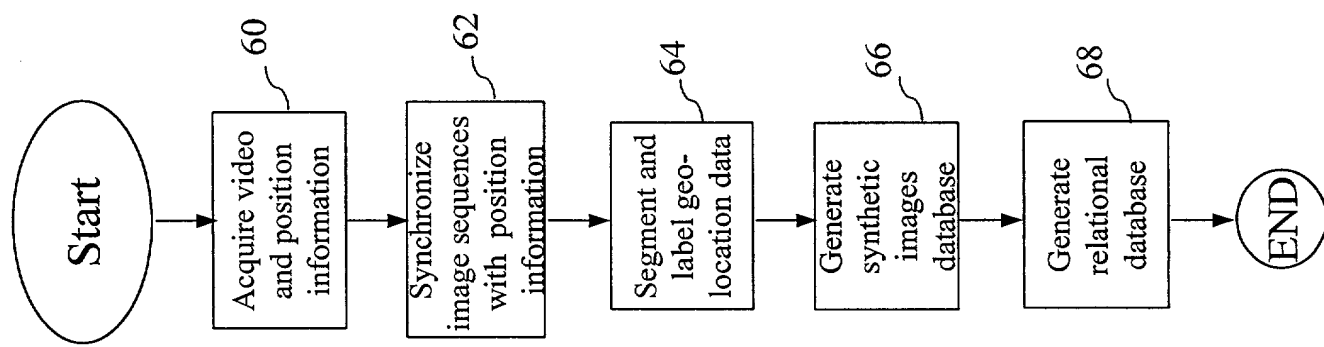 Start
60
Acquire video
and position
information
62
Synchronize
image sequences
with position
information
64
Segment and
label geo-
location data
66
Generate
synthetic
images
database
68
Generate
relational
database
END